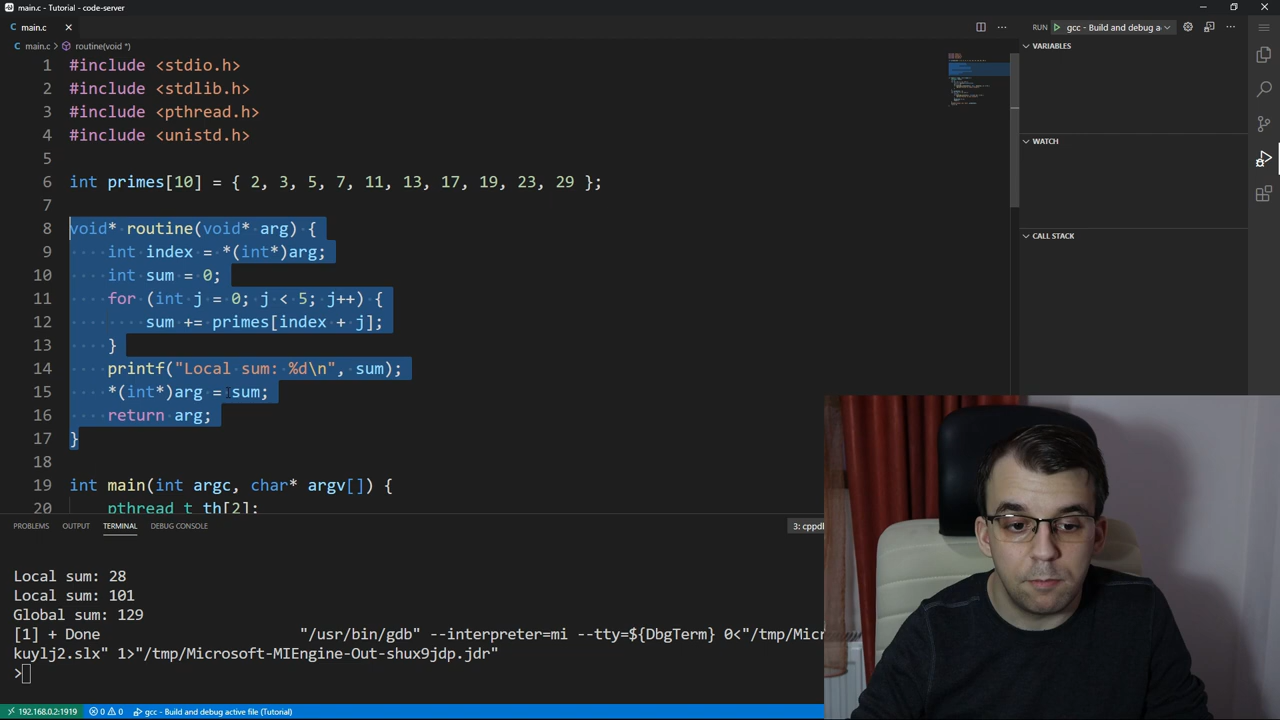 main.c - Tutorial - code-server
main.c
RUN gcc - Build and debug a
main.c routine(void *)
VARIABLES
1 #include <stdio.h>
2 #include <stdlib.h>
3 #include <pthread.h>
4 #include <unistd.h>
5
6 int primes[10] = { 2, 3, 5, 7, 11, 13, 17, 19, 23, 29 };
7
8 void* routine(void* arg) {
9 int index = *(int*)arg;
10 int sum = 0;
11 for (int j = 0; j < 5; j++) {
12 sum += primes[index + j];
13 }
14 printf("Local sum: %d\n", sum);
15 *(int*)arg = sum;
16 return arg;
17 }
18
19 int main(int argc, char* argv[]) {
20 pthread_t th[2];
WATCH
CALL STACK
PROBLEMS OUTPUT TERMINAL DEBUG CONSOLE
3: cppdb
Local sum: 28
Local sum: 101
Global sum: 129
[1] + Done "/usr/bin/gdb" --interpreter=mi --tty=${DbgTerm} 0<"/tmp/Micr
kuylj2.slx" 1>"/tmp/Microsoft-MIEngine-Out-shux9jdp.jdr"
>
192.168.0.2:1919 0 0 gcc - Build and debug active file (Tutorial)